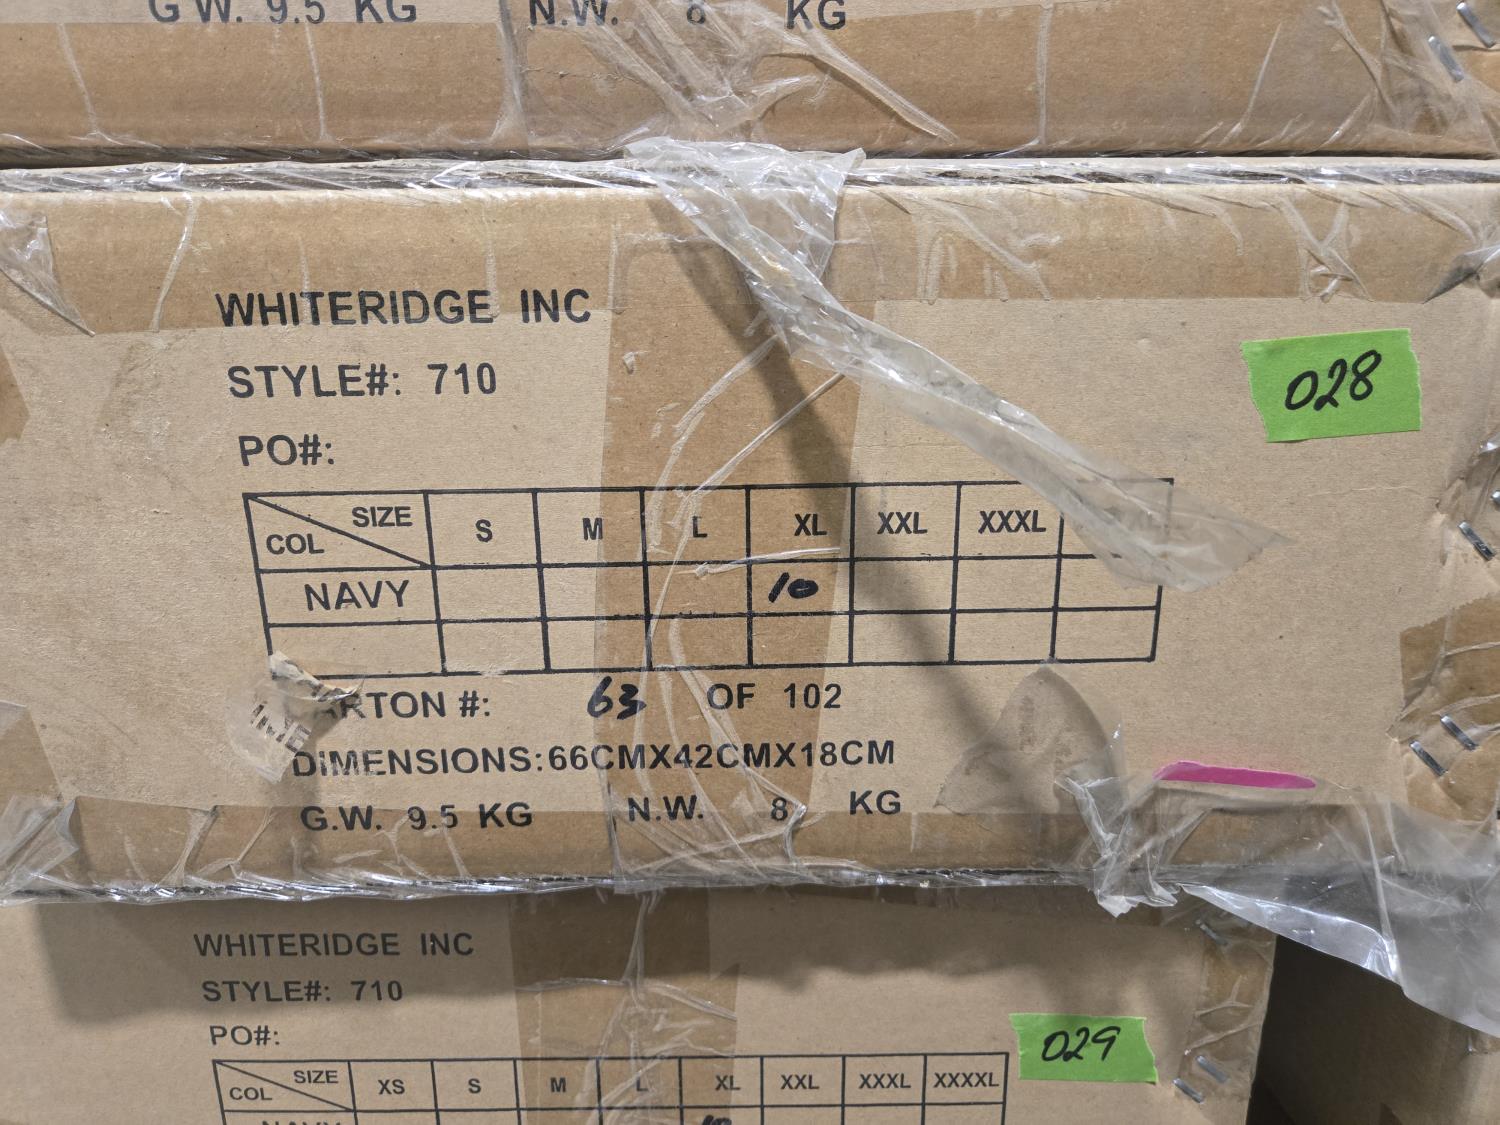 G.W. 9.5 KG N.W. 8 KG
WHITERIDGE INC
STYLE#: 710
028
PO#:
SIZE S M L XL XXL XXXL
COL
NAVY 10
ARTON #: 63 OF 102
DIMENSIONS:66CMX42CMX18CM
G.W. 9.5 KG N.W. 8 KG
WHITERIDGE INC
STYLE#: 710
PO#:
029
SIZE XS S M L XL XXL XXXL XXXXL
COL
NAVY 10